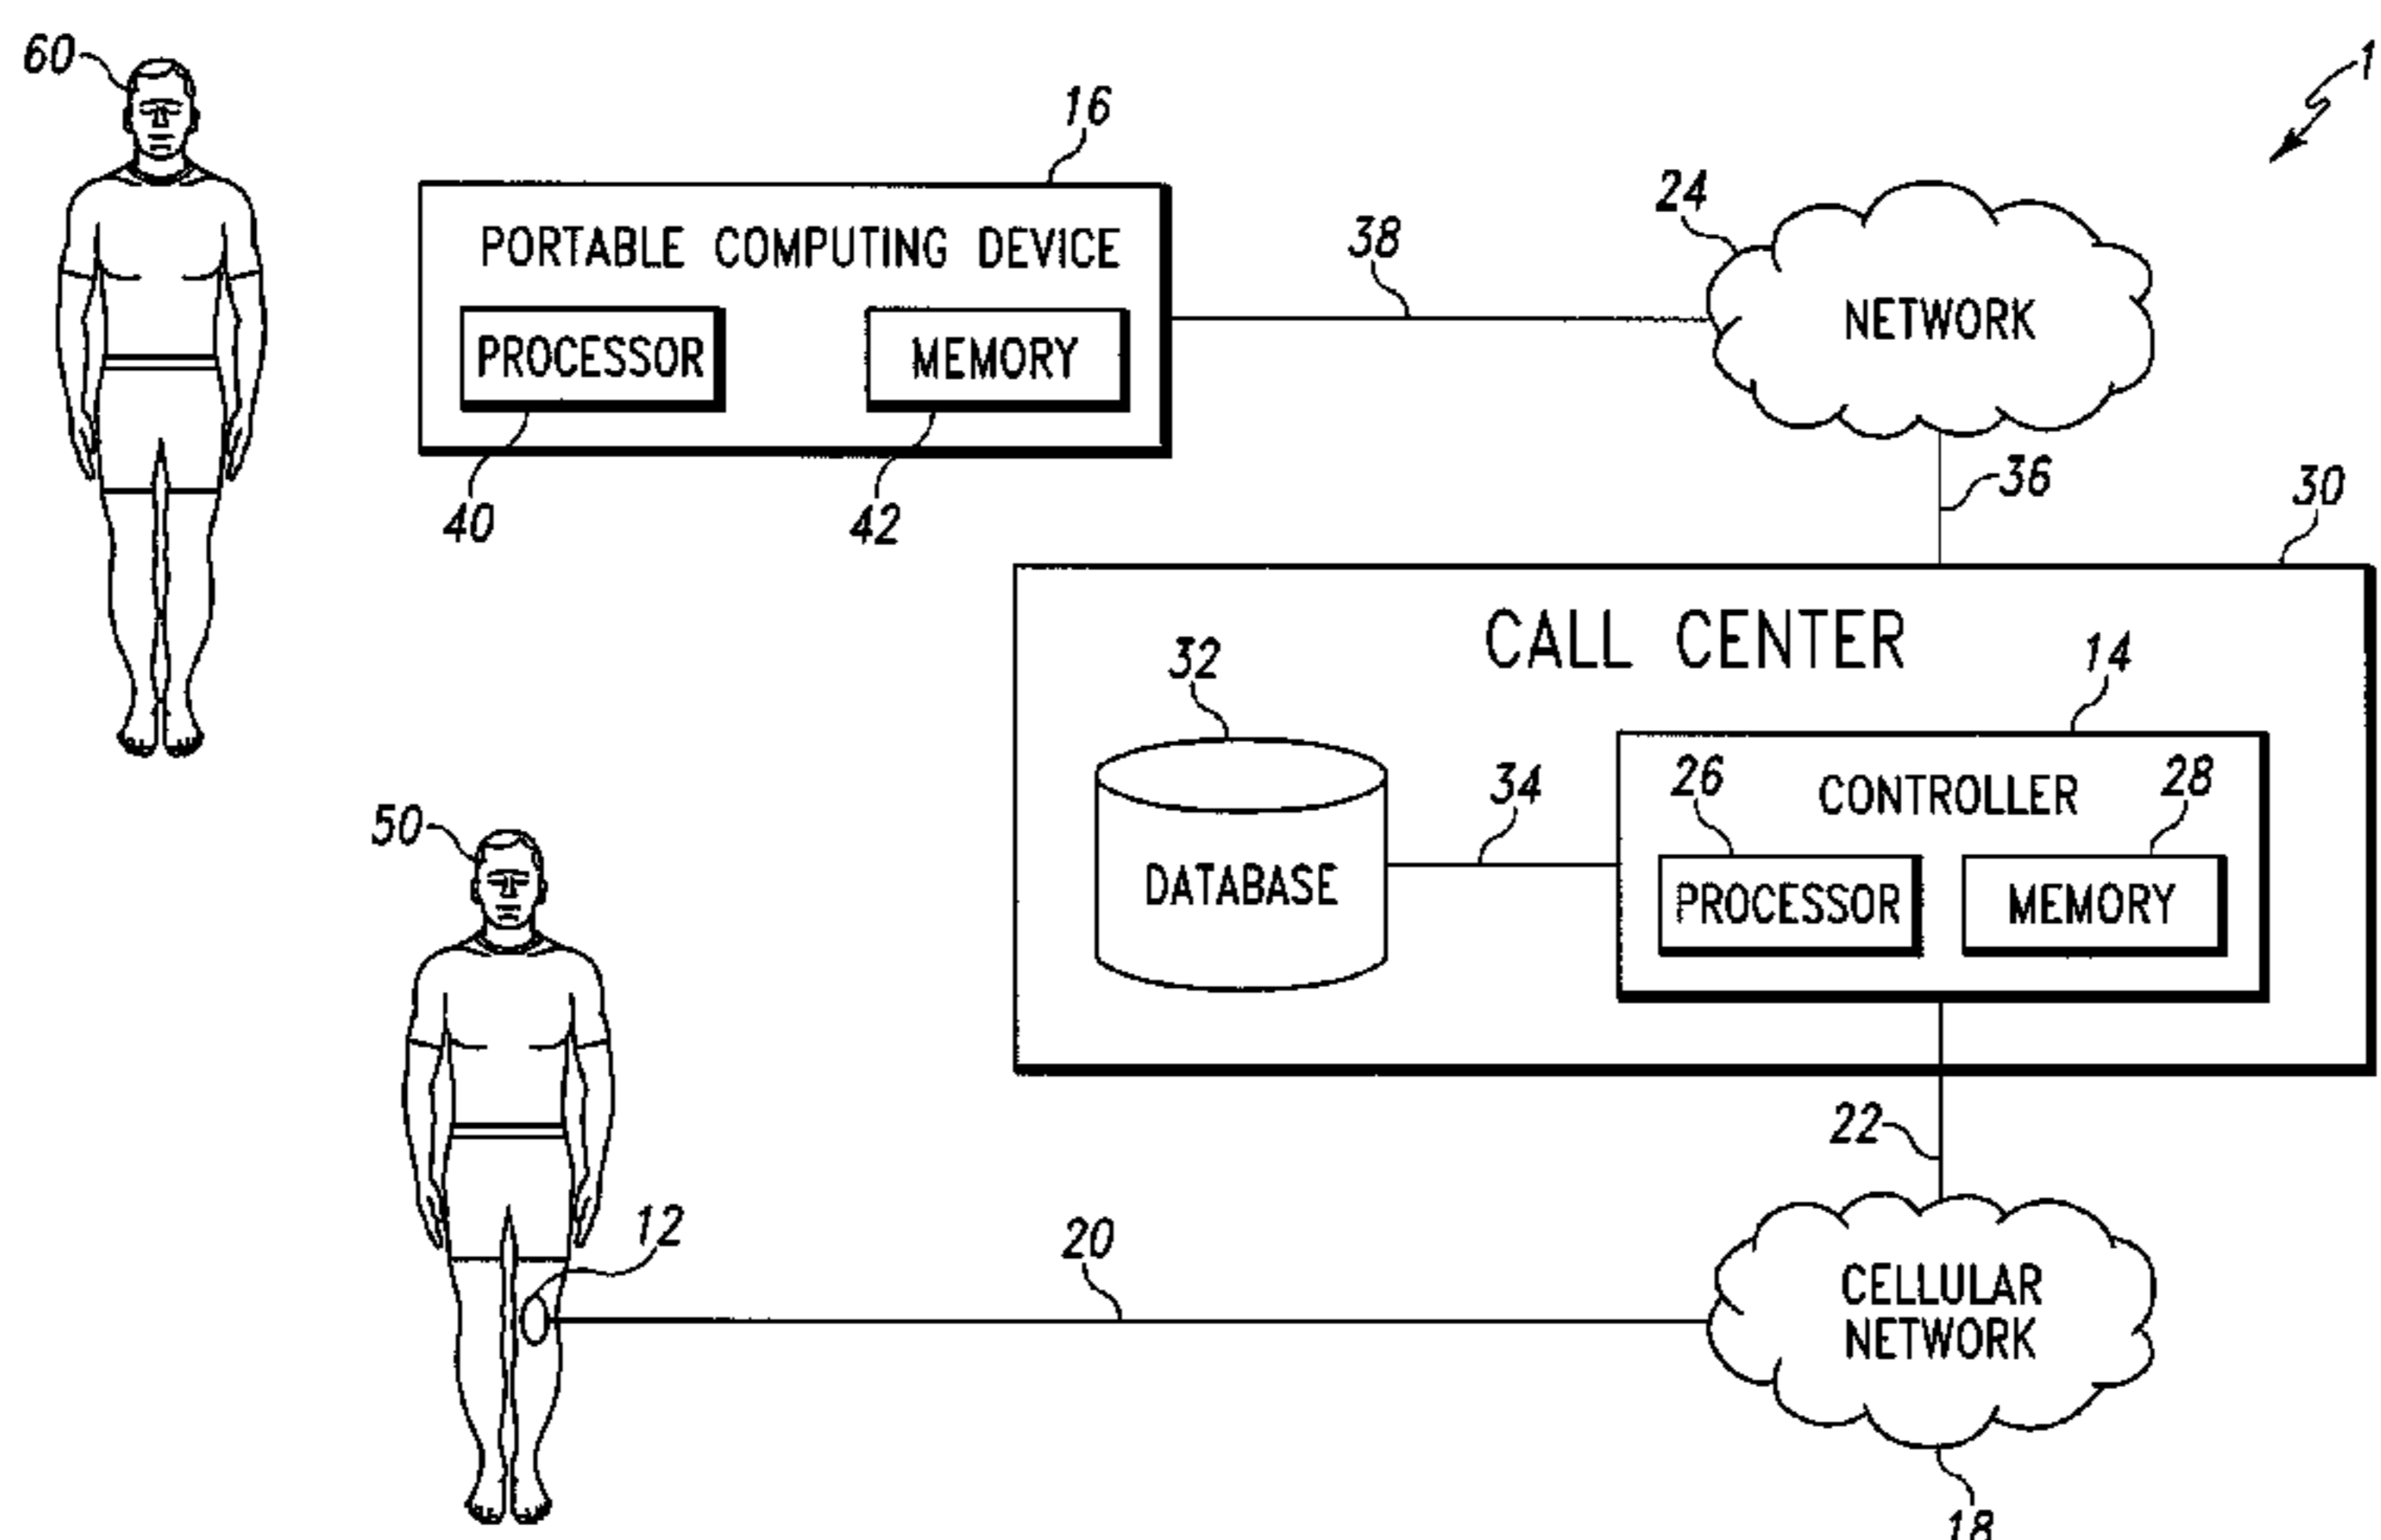 60
1
16
24
PORTABLE COMPUTING DEVICE
38
NETWORK
PROCESSOR MEMORY
36
30
40 42
CALL CENTER
32
14
26 28
CONTROLLER
34
50
DATABASE
PROCESSOR MEMORY
22
12
20
CELLULAR
NETWORK
18